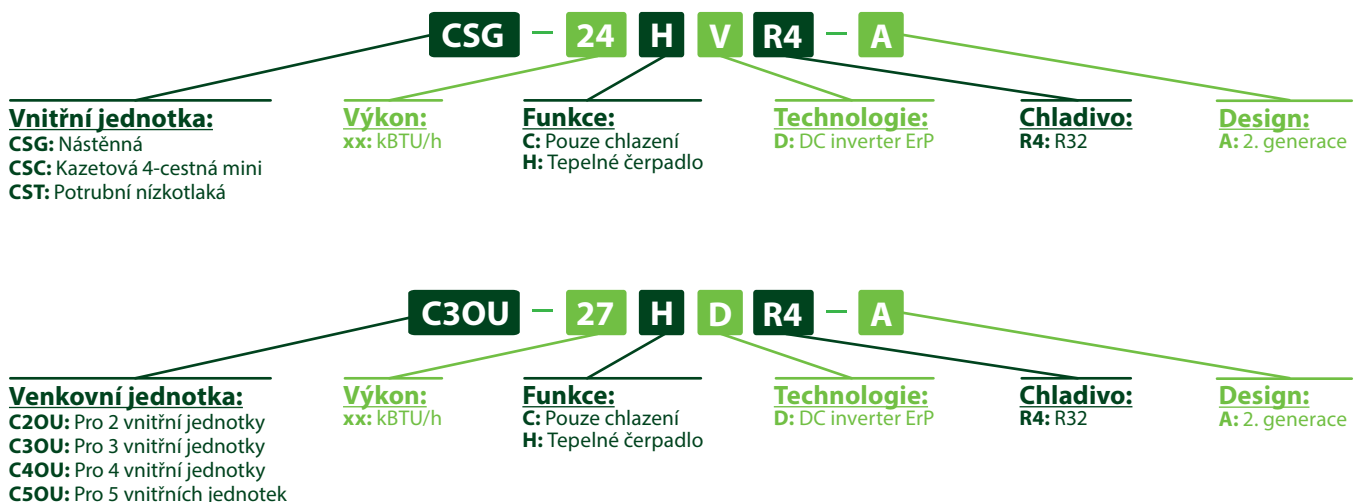 CSG – 24 H V R4 – A
Vnitřní jednotka:
CSG: Nástěnná
CSC: Kazetová 4-cestná mini
CST: Potrubní nízkotlaká
Výkon:
xx: kBTU/h
Funkce:
C: Pouze chlazení
H: Tepelné čerpadlo
Technologie:
D: DC inverter ErP
Chladivo:
R4: R32
Design:
A: 2. generace
C3OU – 27 H D R4 – A
Venkovní jednotka:
C2OU: Pro 2 vnitřní jednotky
C3OU: Pro 3 vnitřní jednotky
C4OU: Pro 4 vnitřní jednotky
C5OU: Pro 5 vnitřních jednotek
Výkon:
xx: kBTU/h
Funkce:
C: Pouze chlazení
H: Tepelné čerpadlo
Technologie:
D: DC inverter ErP
Chladivo:
R4: R32
Design:
A: 2. generace